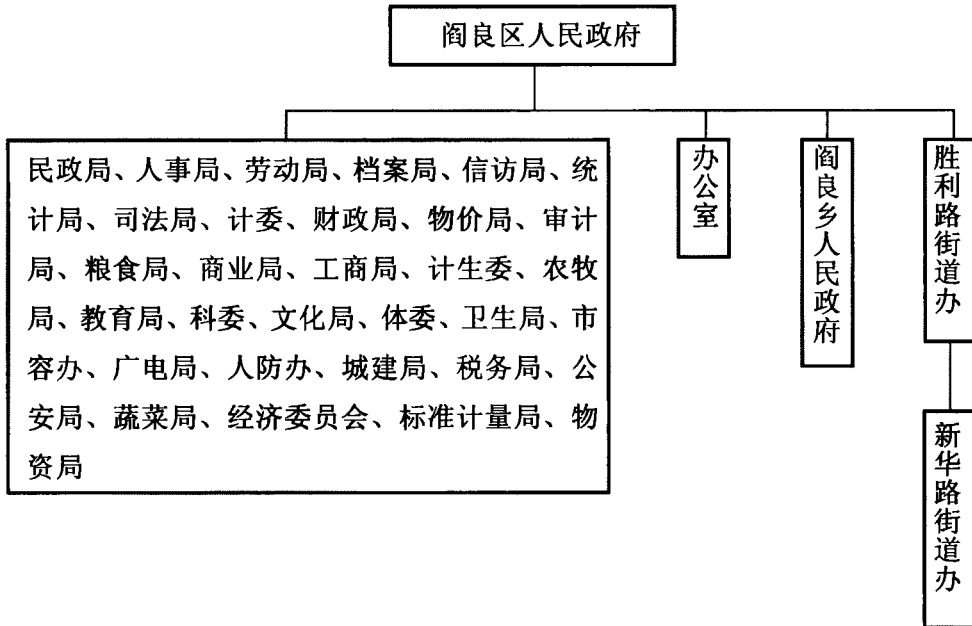 阎良区人民政府
民政局、人事局、劳动局、档案局、信访局、统
计局、司法局、计委、财政局、物价局、审计
局、粮食局、商业局、工商局、计生委、农牧
局、教育局、科委、文化局、体委、卫生局、市
容办、广电局、人防办、城建局、税务局、公
安局、蔬菜局、经济委员会、标准计量局、物
资局
办公室
阎良乡人民政府
胜利路街道办
新华路街道办